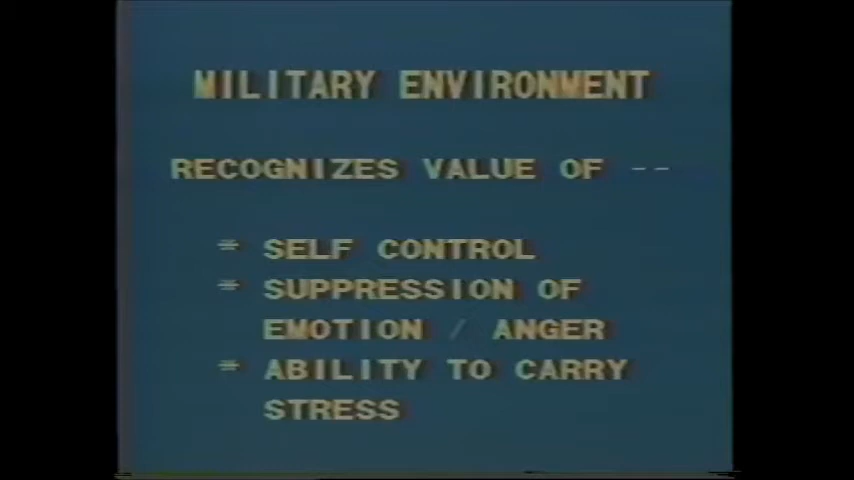 MILITARY ENVIRONMENT
RECOGNIZES VALUE OF --
* SELF CONTROL
* SUPPRESSION OF
EMOTION / ANGER
* ABILITY TO CARRY
STRESS